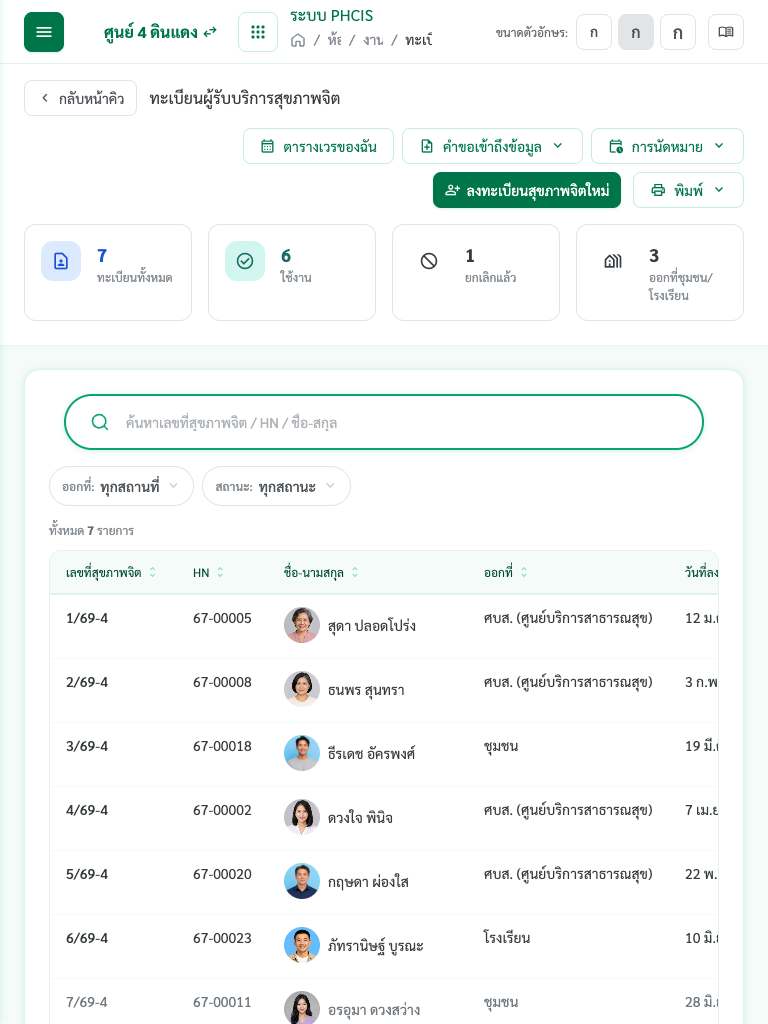 ศูนย์ 4 ดินแดง
ระบบ PHCIS
/ / งาน /
ขนาดตัวอักษร: ก ก ก
กลับหน้าคิว ทะเบียนผู้รับบริการสุขภาพจิต
ตารางเวรของฉัน คำขอเข้าถึงข้อมูล การนัดหมาย
ลงทะเบียนสุขภาพจิตใหม่ พิมพ์
7
ทะเบียนทั้งหมด
6
ใช้งาน
1
ยกเลิกแล้ว
3
ออกที่ชุมชน/
โรงเรียน
ค้นหาเลขที่สุขภาพจิต / HN / ชื่อ-สกุล
ออกที่: ทุกสถานที่ สถานะ: ทุกสถานะ
ทั้งหมด 7 รายการ
เลขที่สุขภาพจิต HN ชื่อ-นามสกุล ออกที่ วันที่ลง
1/69-4 67-00005 สุดา ปลอดโปร่ง ศบส. (ศูนย์บริการสาธารณสุข) 12
2/69-4 67-00008 ธนพร สุนทรา ศบส. (ศูนย์บริการสาธารณสุข) 3
3/69-4 67-00018 ธีรเดช อัครพงศ์ ชุมชน 19
4/69-4 67-00002 ดวงใจ พินิจ ศบส. (ศูนย์บริการสาธารณสุข) 7
5/69-4 67-00020 กฤษดา ผ่องใส ศบส. (ศูนย์บริการสาธารณสุข) 22
6/69-4 67-00023 ภัทรานิษฐ์ บูรณะ โรงเรียน 10
7/69-4 67-00011 อรอุมา ดวงสว่าง ชุมชน 28